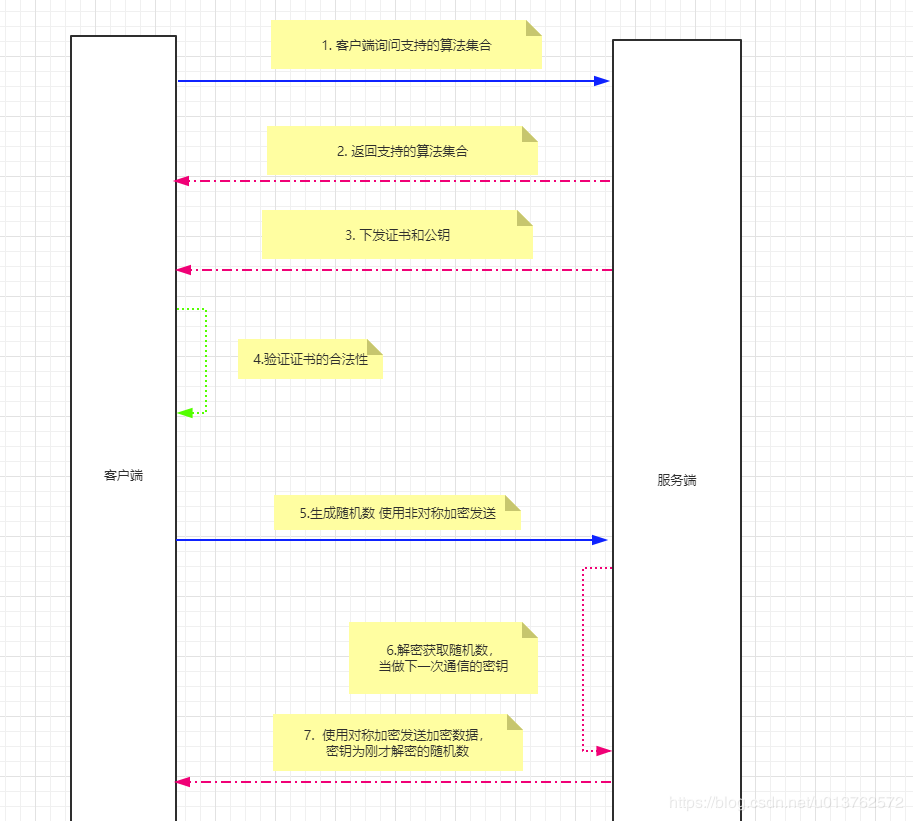 1. 客户端询问支持的算法集合
2. 返回支持的算法集合
3. 下发证书和公钥
4.验证证书的合法性
客户端
服务端
5.生成随机数 使用非对称加密发送
6.解密获取随机数，
当做下一次通信的密钥
7. 使用对称加密发送加密数据，
密钥为刚才解密的随机数
https://blog.csdn.net/u013762572